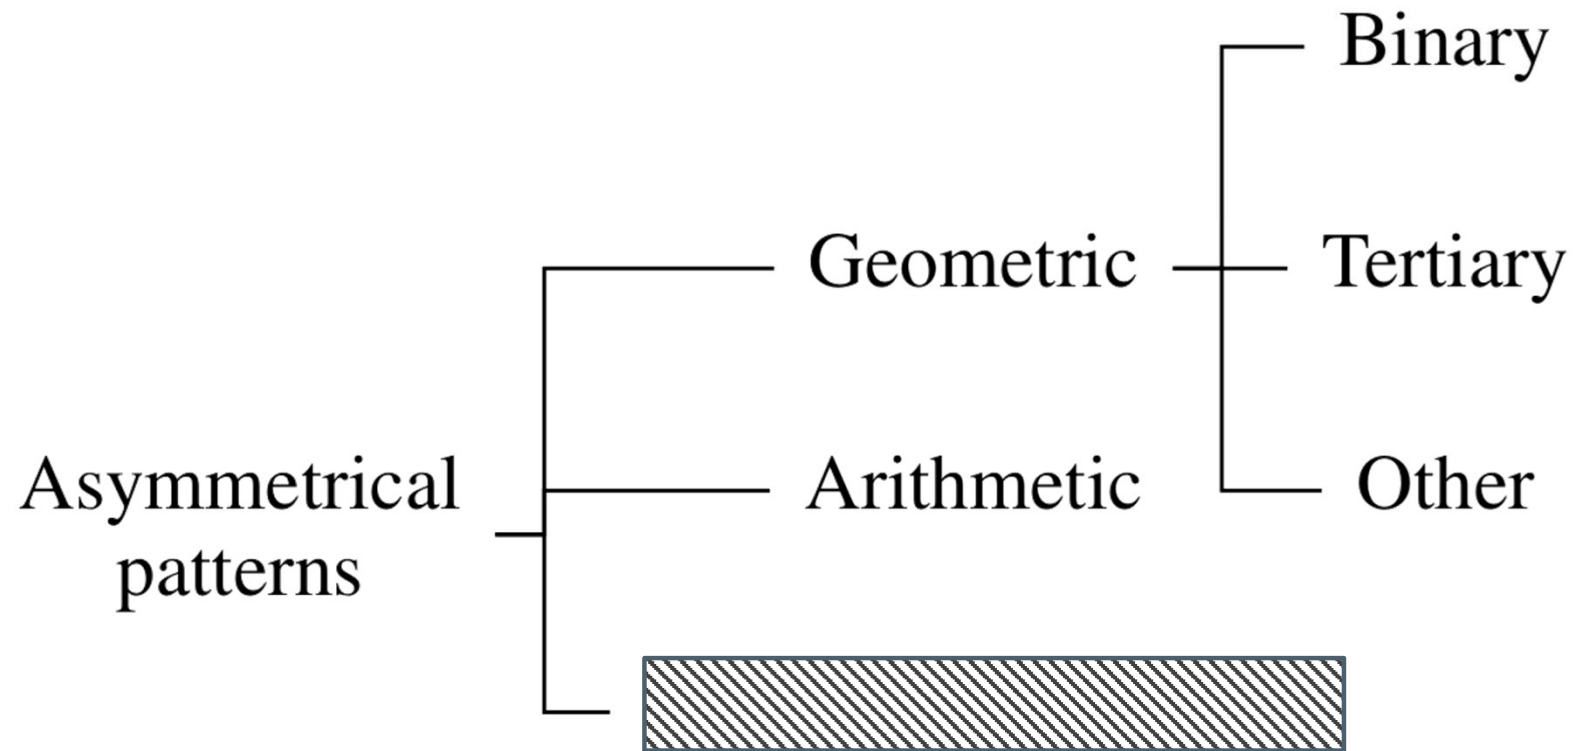 Binary
Geometric
Tertiary
Asymmetrical
patterns
Arithmetic
Other